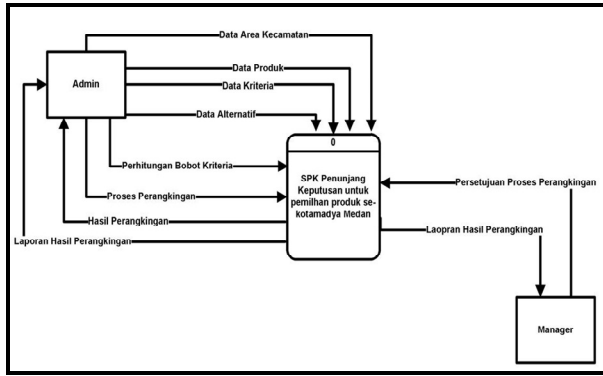 Data Area Kecamatan
Admin
Data Produk
Data Kriteria
Data Alternatif
0
SPK Penunjang
Keputusan untuk
pemilhan produk se-
kotamadya Medan
Perhitungan Bobot Kriteria
Proses Perangkingan
Hasil Perangkingan
Laporan Hasil Perangkingan
Persetujuan Proses Perangkingan
Laopran Hasil Perangkingan
Manager